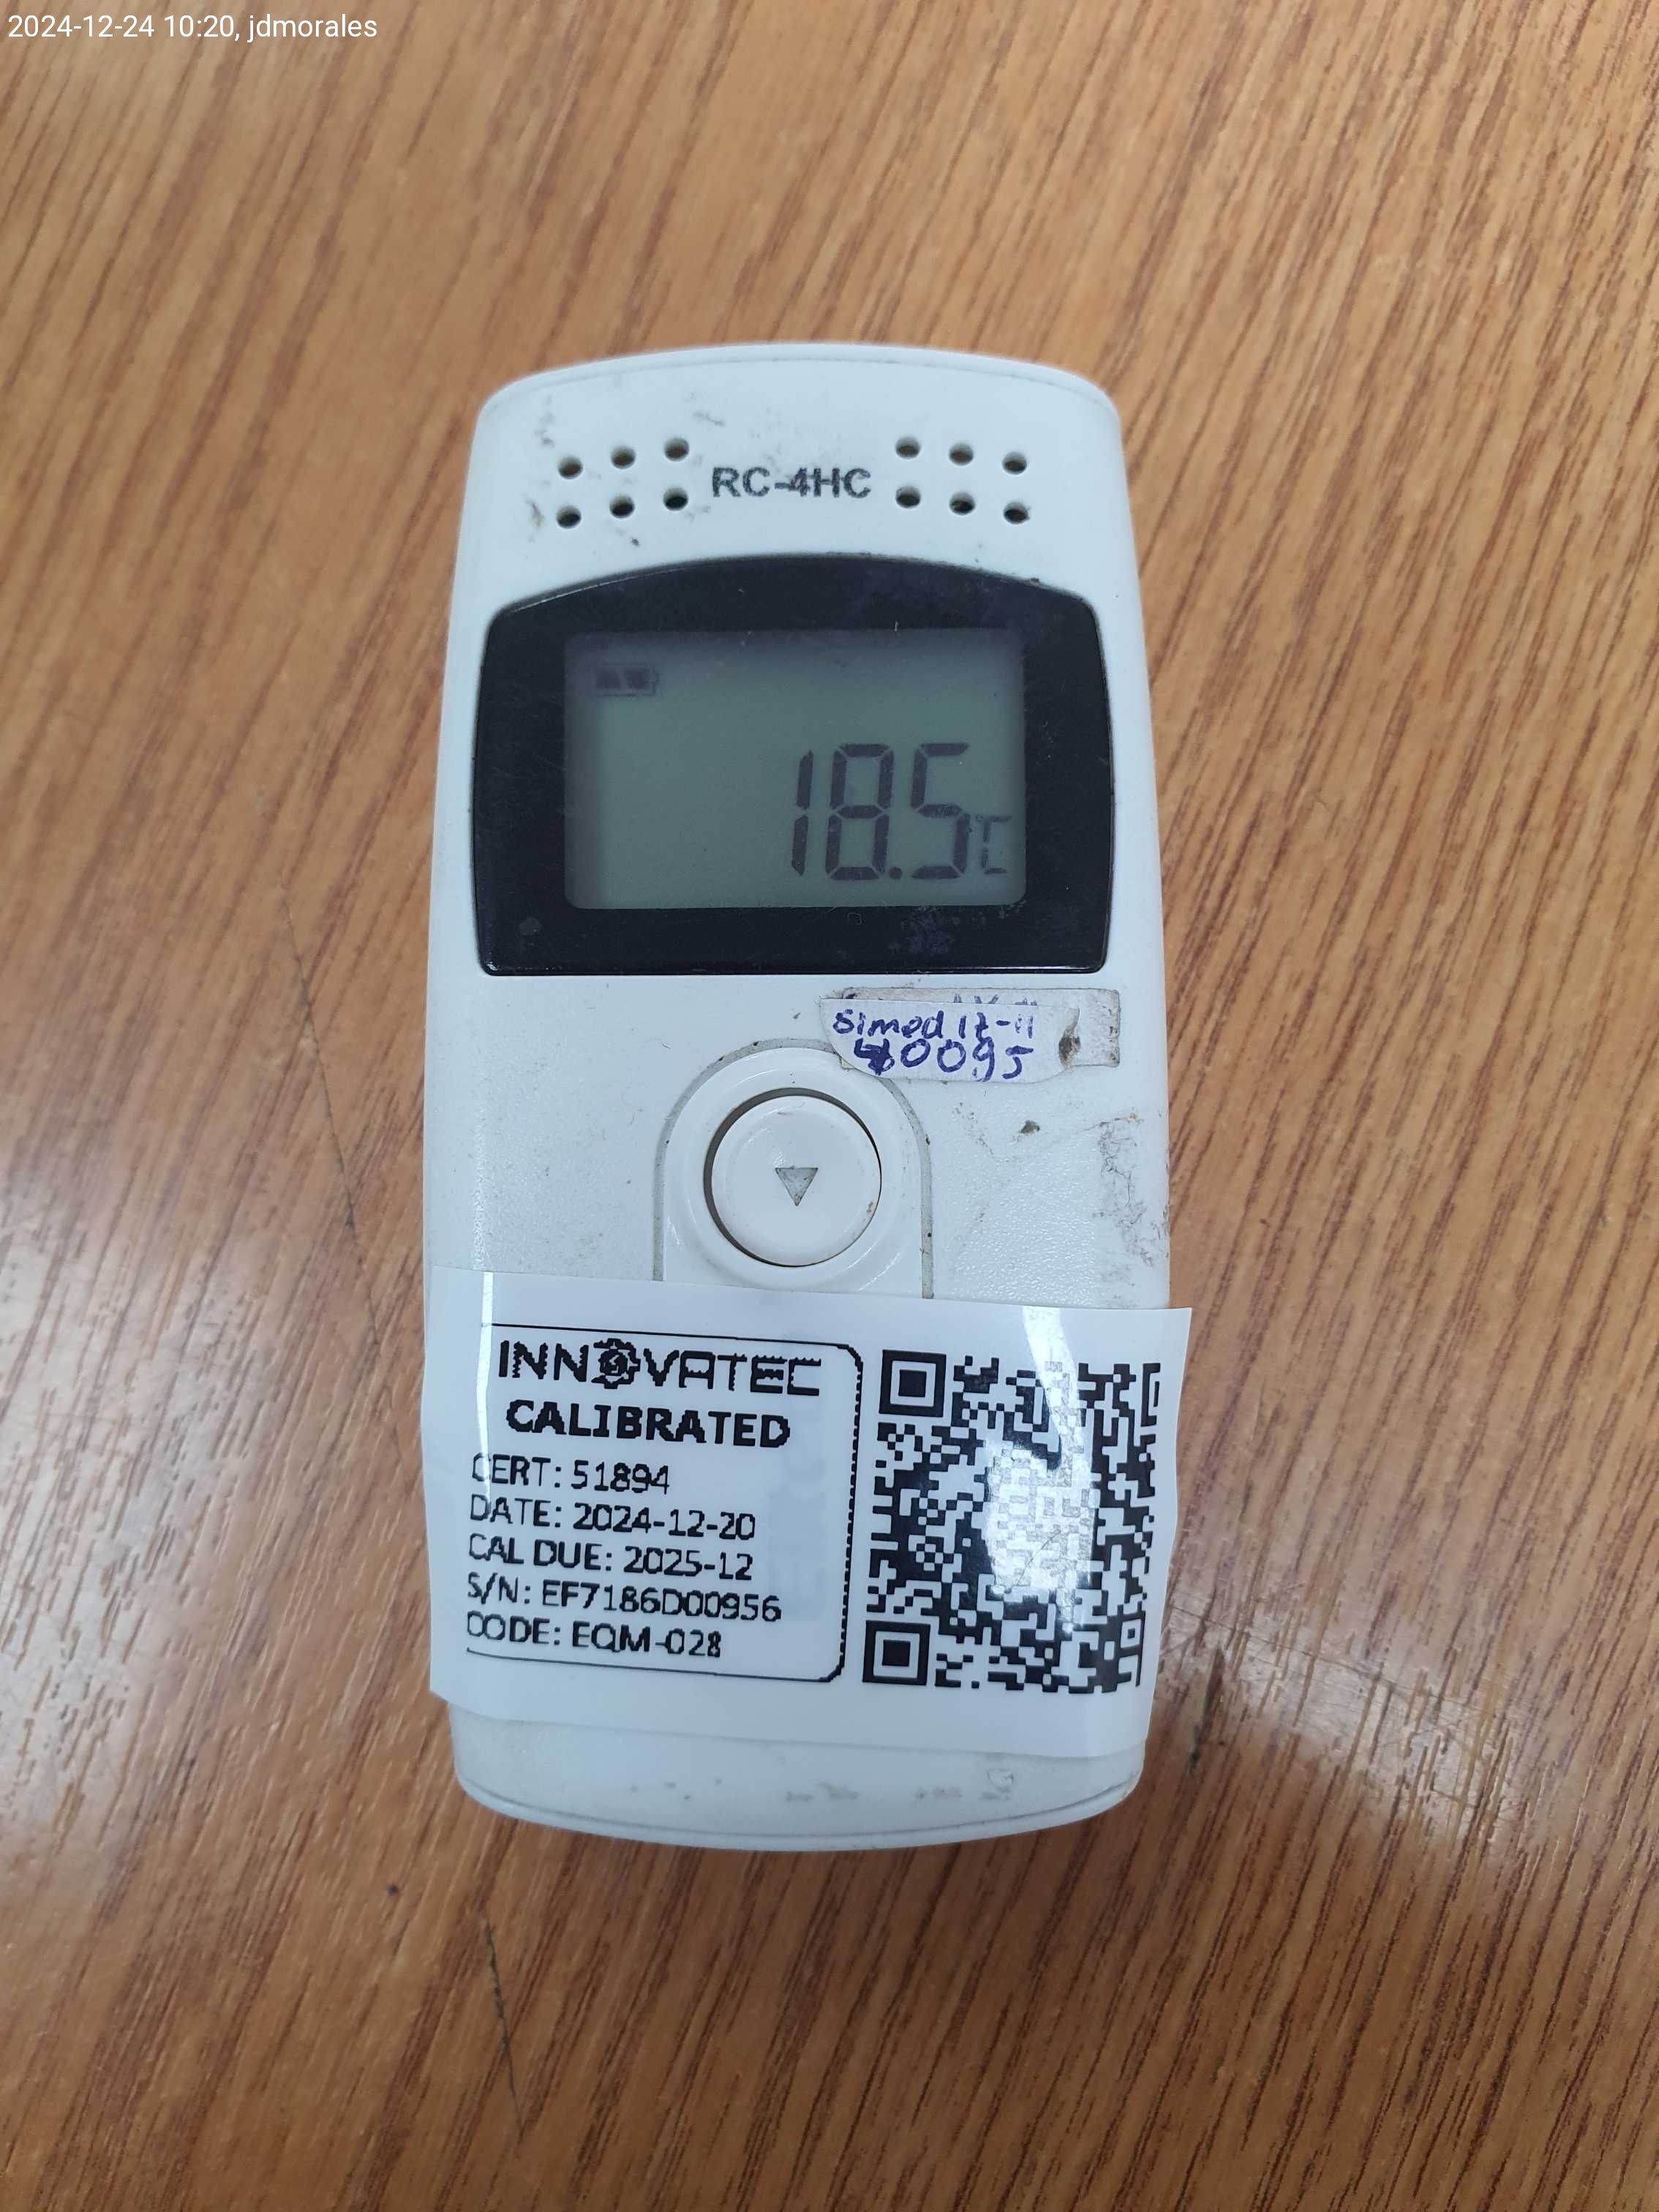 2024-12-24 10:20, jdmorales
RC-4HC
18.5℃
Simed 17-11
40095
INNOVATEC
CALIBRATED
CERT: 51894
DATE: 2024-12-20
CAL DUE: 2025-12
S/N: EF7186D00956
CODE: EQM-028